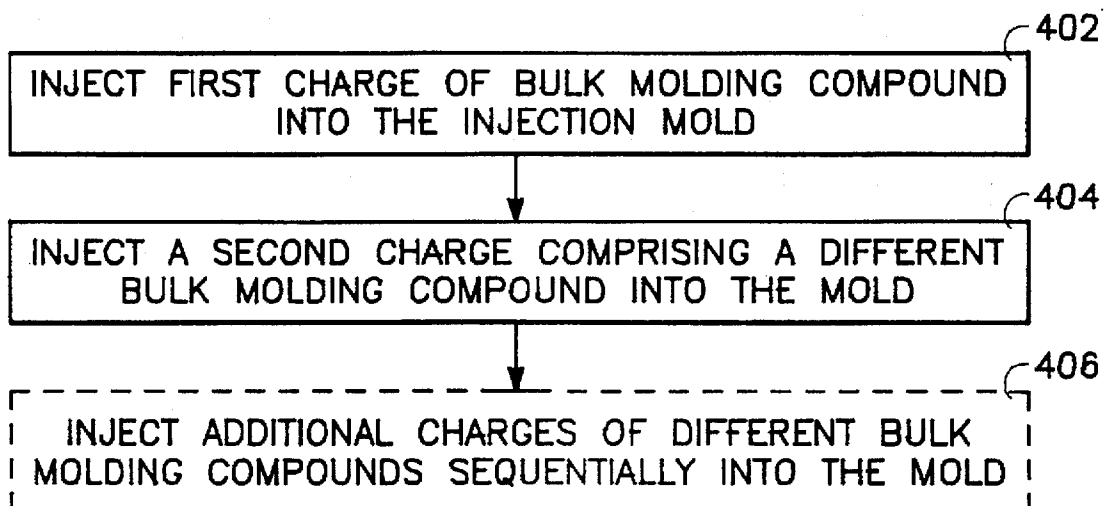 402
INJECT FIRST CHARGE OF BULK MOLDING COMPOUND
INTO THE INJECTION MOLD
404
INJECT A SECOND CHARGE COMPRISING A DIFFERENT
BULK MOLDING COMPOUND INTO THE MOLD
406
INJECT ADDITIONAL CHARGES OF DIFFERENT BULK
MOLDING COMPOUNDS SEQUENTIALLY INTO THE MOLD